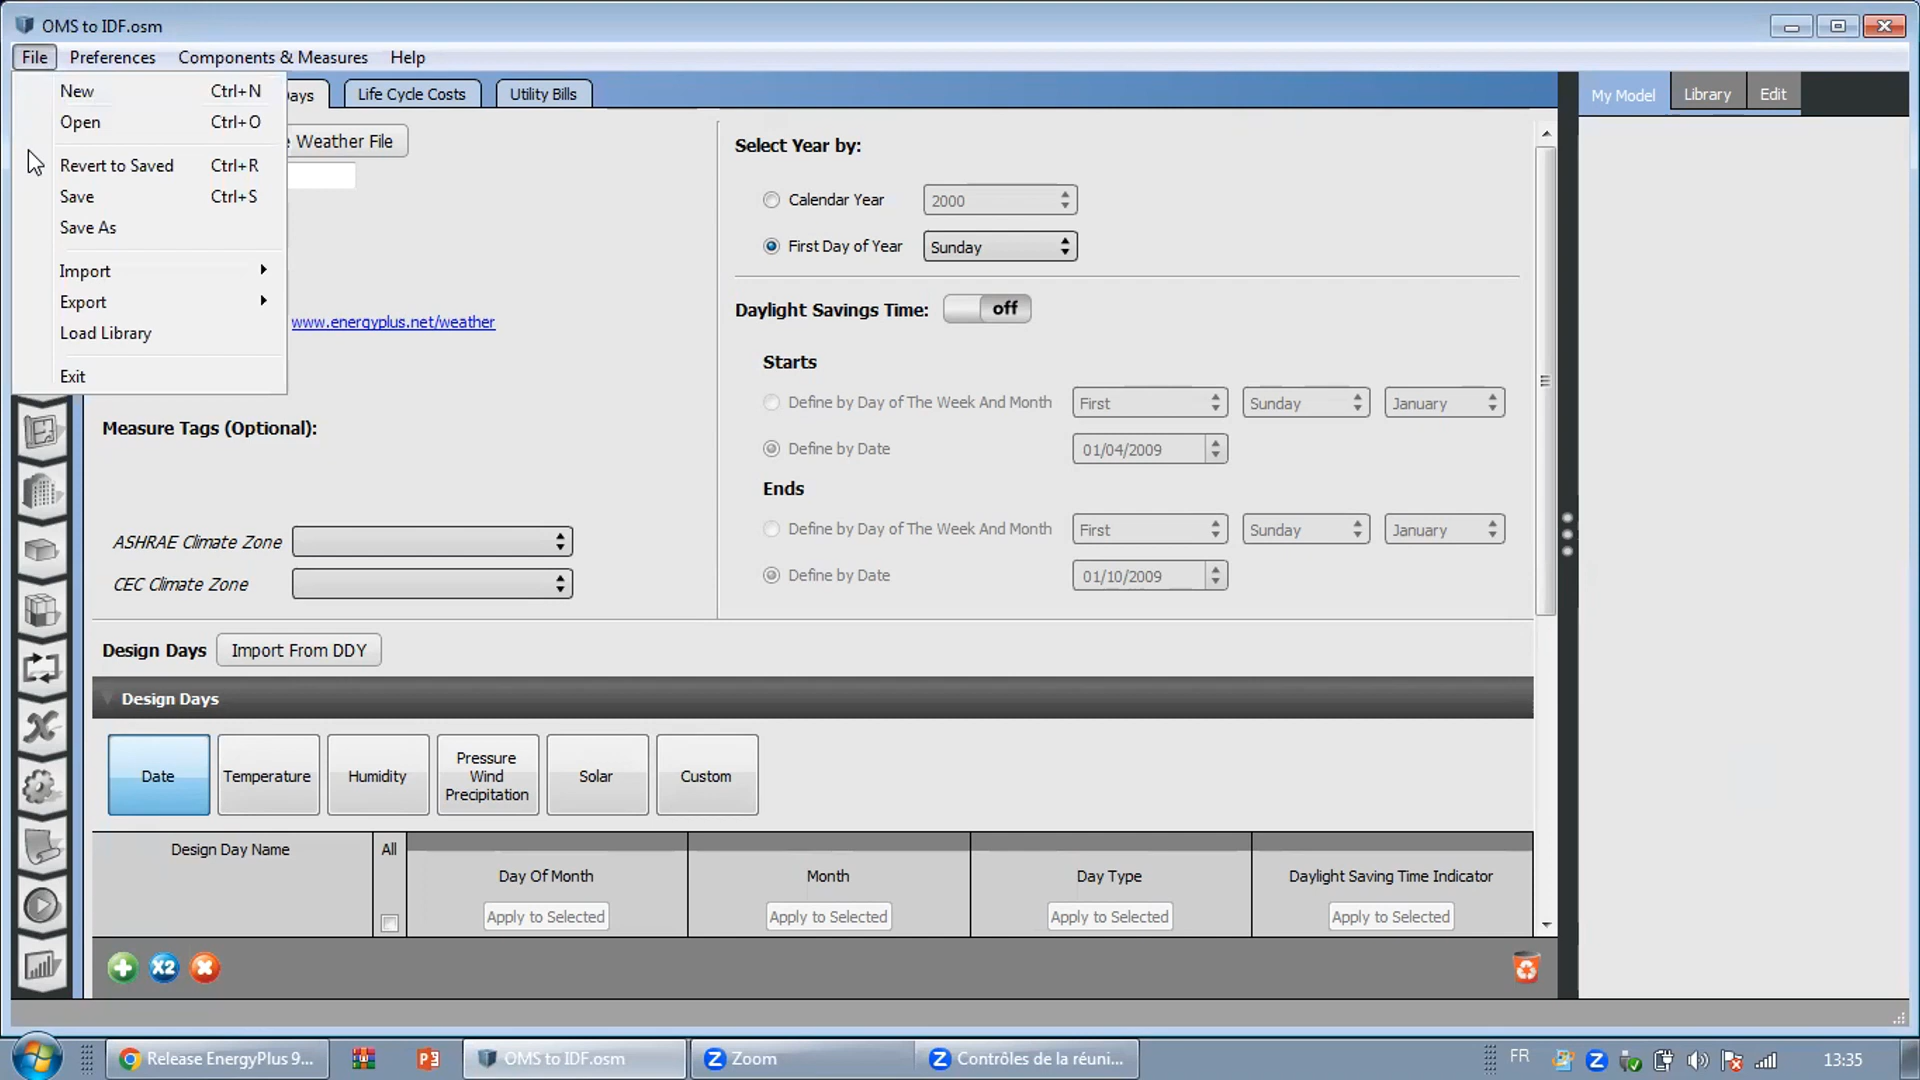 OMS to IDF.osm
File Preferences Components & Measures Help
New Ctrl+N
Open Ctrl+O
Revert to Saved Ctrl+R
Save Ctrl+S
Save As
Import
Export
Load Library
Exit
Life Cycle Costs Utility Bills
My Model Library Edit
Weather File
www.energyplus.net/weather
Measure Tags (Optional):
ASHRAE Climate Zone
CEC Climate Zone
Select Year by:
Calendar Year 2000
First Day of Year Sunday
Daylight Savings Time: off
Starts
Define by Day of The Week And Month First Sunday January
Define by Date 01/04/2009
Ends
Define by Day of The Week And Month First Sunday January
Define by Date 01/10/2009
Design Days Import From DDY
Design Days
Date Temperature Humidity Pressure Wind Precipitation Solar Custom
Design Day Name All Day Of Month Month Day Type Daylight Saving Time Indicator
Apply to Selected Apply to Selected Apply to Selected Apply to Selected
X2
Release EnergyPlus 9... OMS to IDF.osm Zoom Contrôles de la réuni... FR 13:35